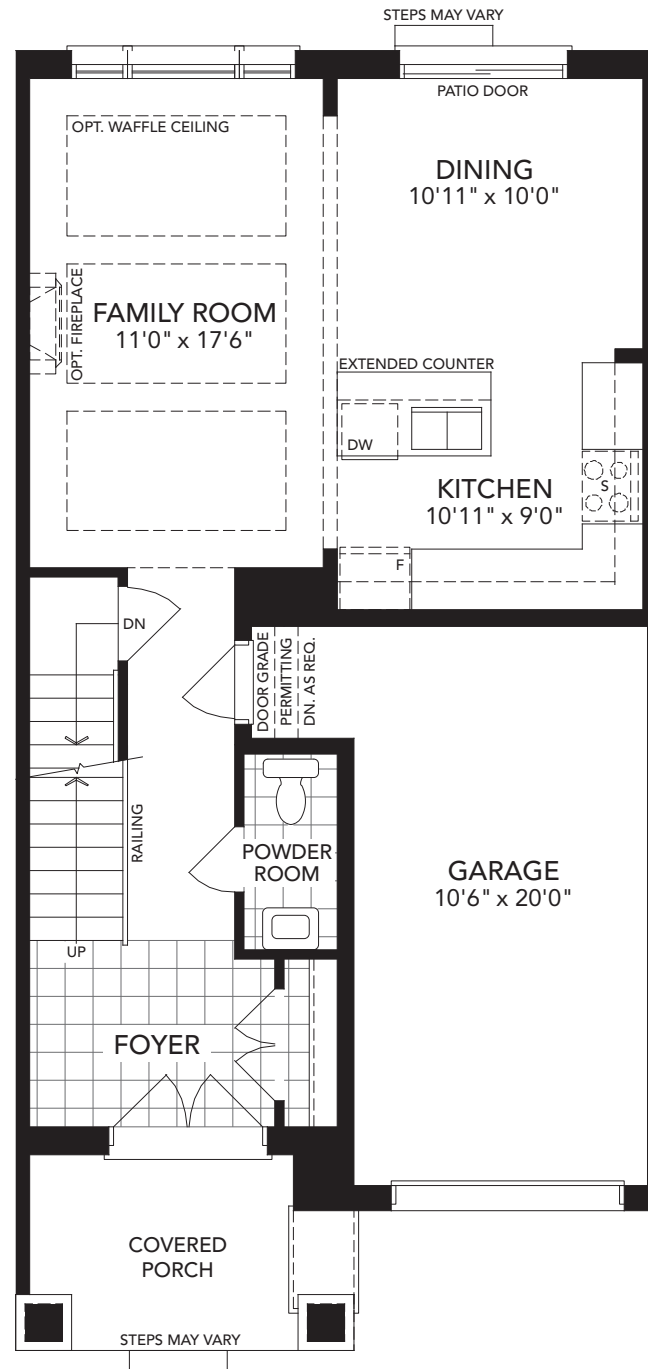 STEPS MAY VARY
PATIO DOOR
OPT. WAFFLE CEILING
DINING
10'11" x 10'0"
OPT. FIREPLACE
FAMILY ROOM
11'0" x 17'6"
EXTENDED COUNTER
DW
KITCHEN
10'11" x 9'0"
S
F
DN
DOOR GRADE
PERMITTING
DN. AS REQ.
RAILING
POWDER
ROOM
GARAGE
10'6" x 20'0"
UP
FOYER
COVERED
PORCH
STEPS MAY VARY